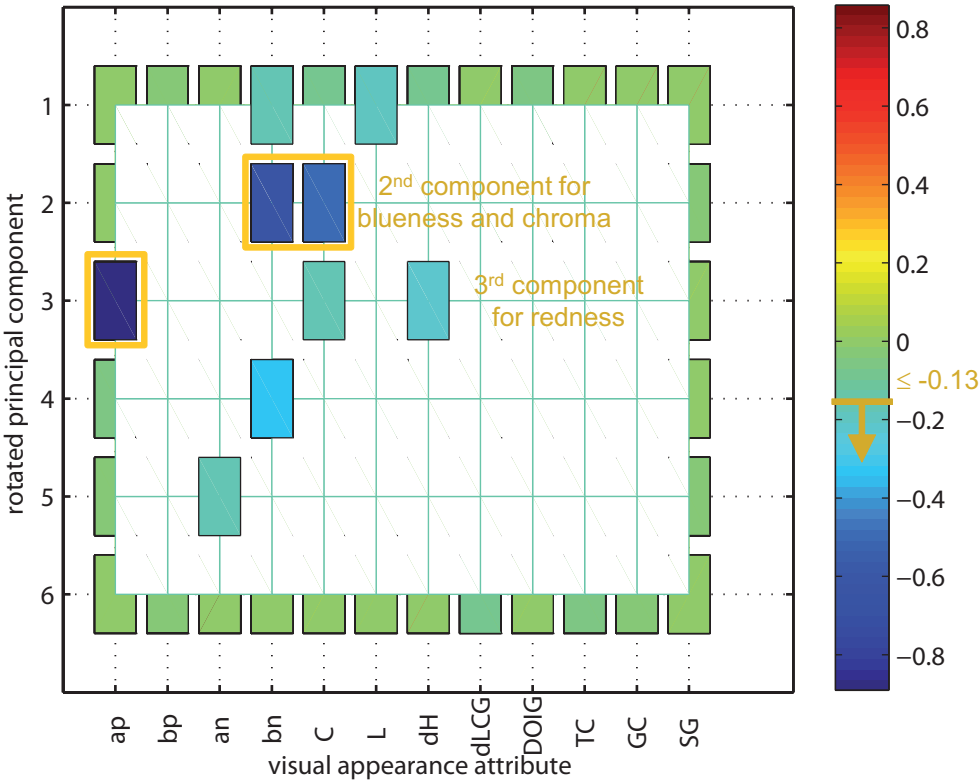 1
2
3
4
5
6
rotated principal component
2nd component for
blueness and chroma
3rd component
for redness
ap
bp
an
bn
C
L
dH
dLCG
DOIG
TC
GC
SG
visual appearance attribute
0.8
0.6
0.4
0.2
0
≤ -0.13
−0.2
−0.4
−0.6
−0.8